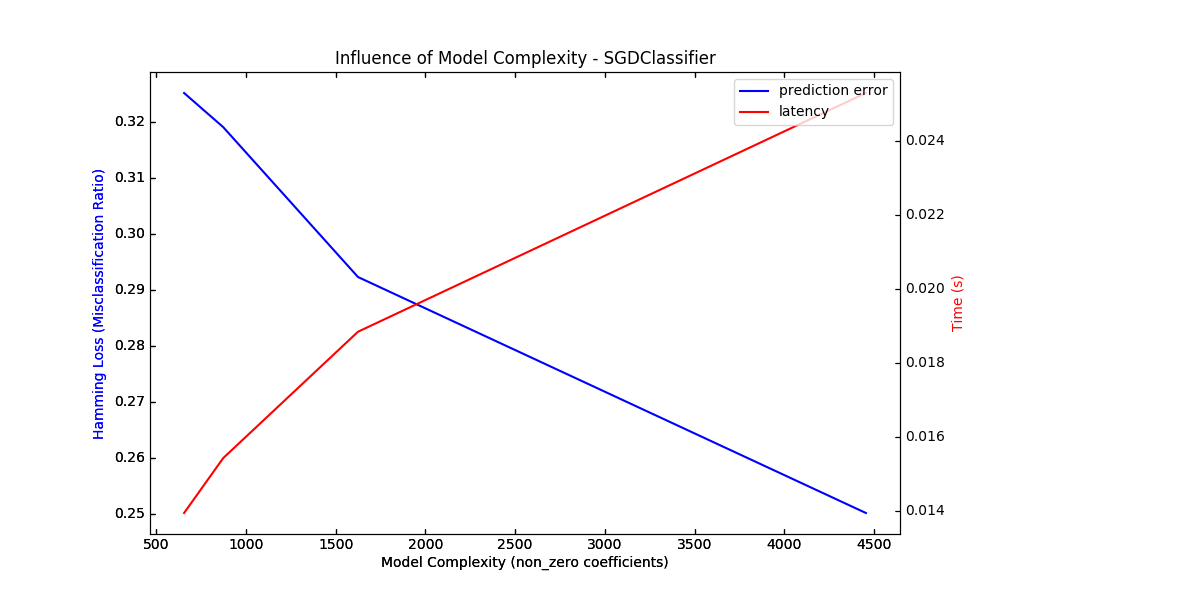 Influence of Model Complexity - SGDClassifier
prediction error
latency
0.32
0.31
0.30
0.29
0.28
0.27
0.26
0.25
Hamming Loss (Misclassification Ratio)
0.024
0.022
0.020
0.018
0.016
0.014
Time (s)
500 1000 1500 2000 2500 3000 3500 4000 4500
Model Complexity (non_zero coefficients)